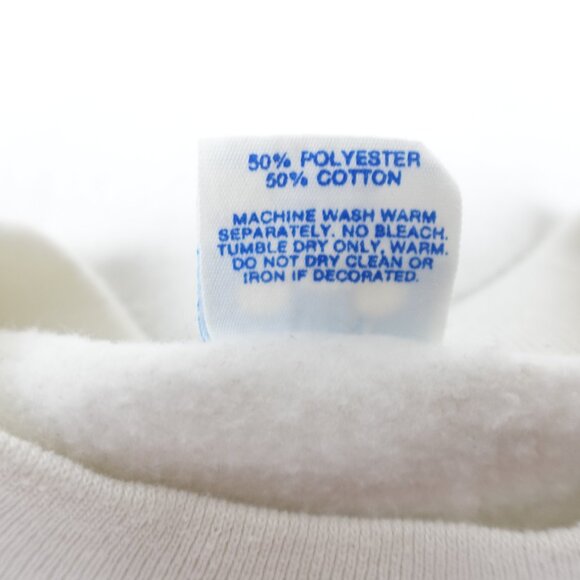 50% POLYESTER
50% COTTON
MACHINE WASH WARM
SEPARATELY. NO BLEACH.
TUMBLE DRY ONLY, WARM.
DO NOT DRY CLEAN OR
IRON IF DECORATED.